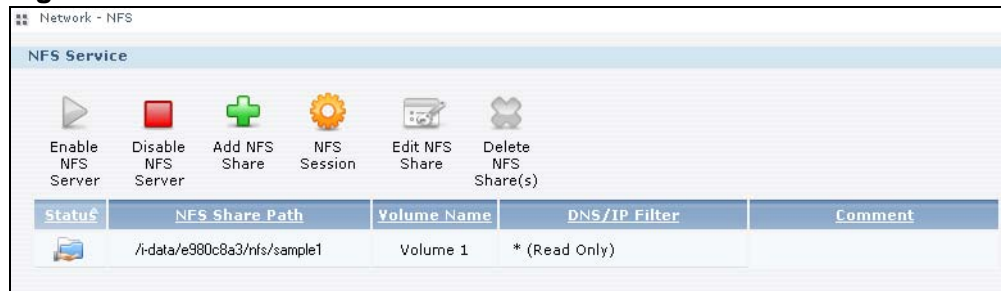 Network - NFS
NFS Service
Enable NFS Server
Disable NFS Server
Add NFS Share
NFS Session
Edit NFS Share
Delete NFS Share(s)
Status NFS Share Path Volume Name DNS/IP Filter Comment
/i-data/e980c8a3/nfs/sample1 Volume 1 * (Read Only)